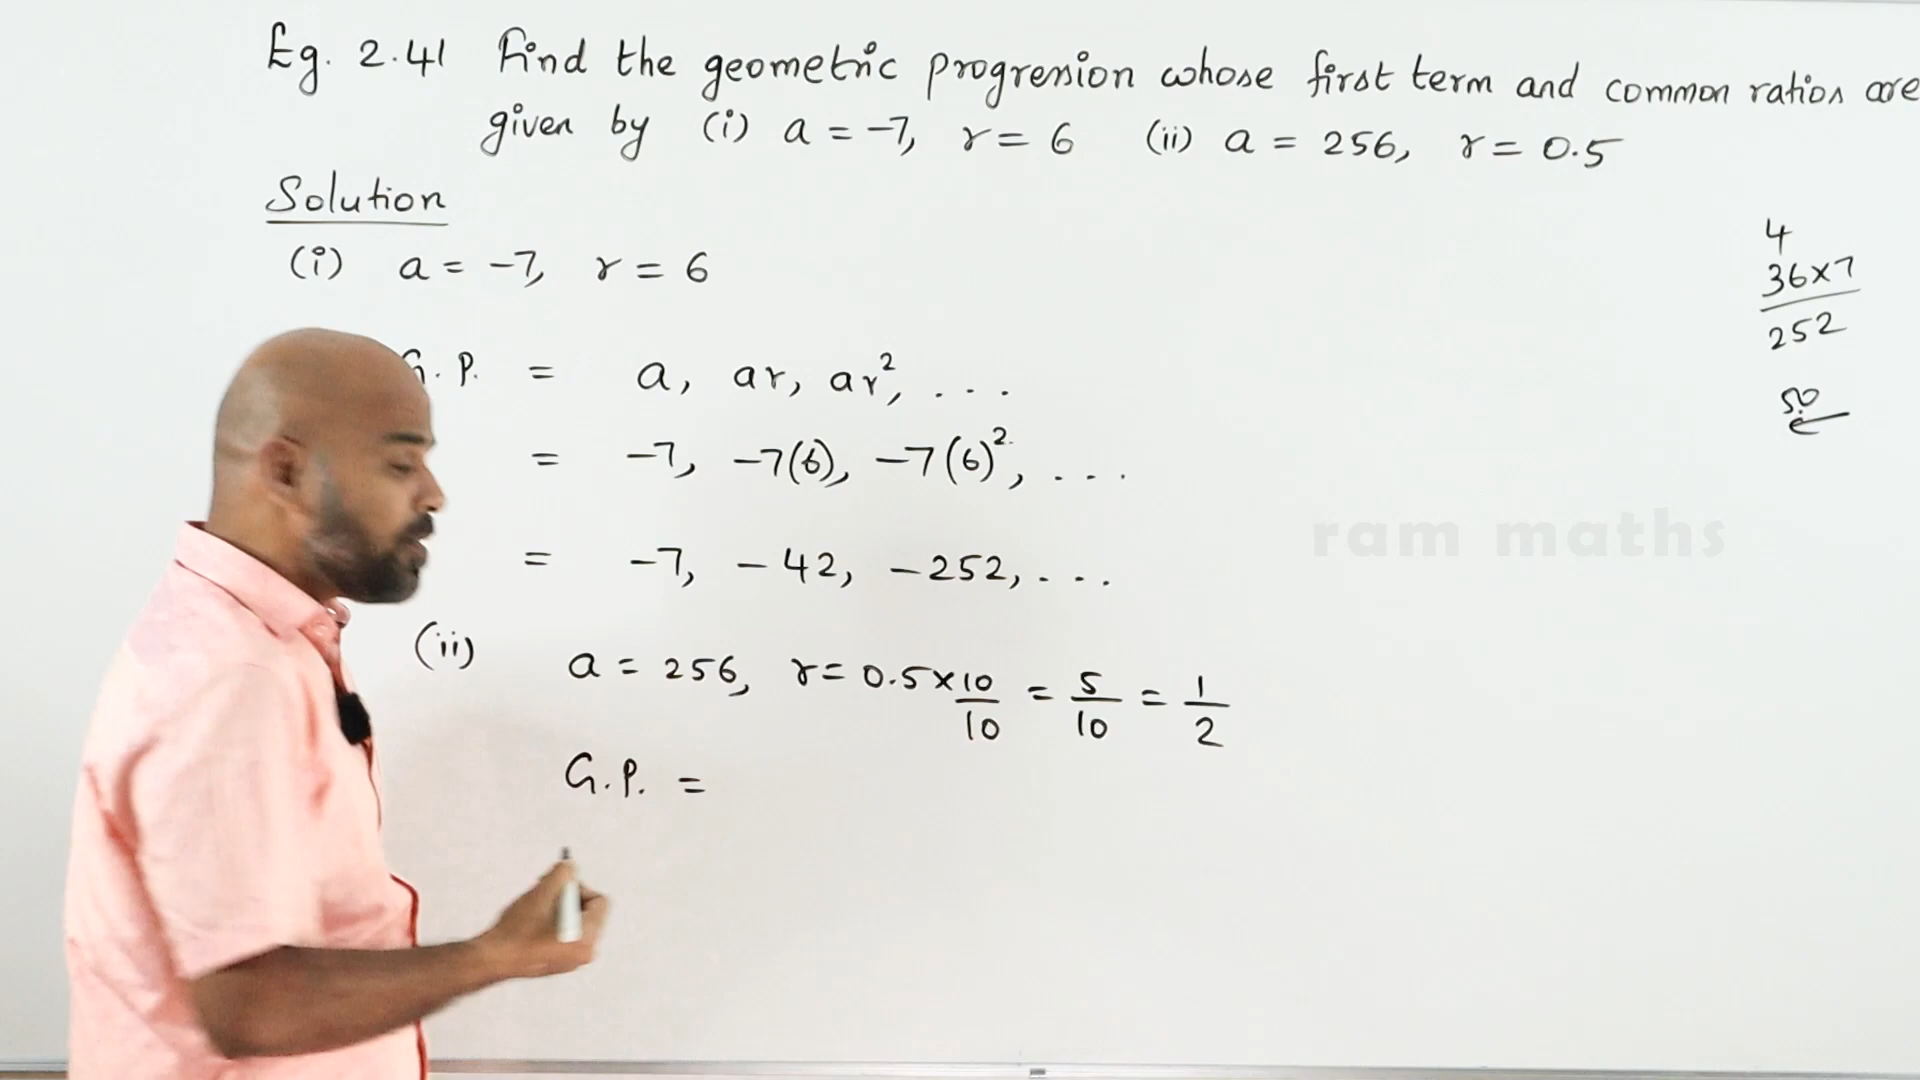 Eg. 2.41 Find the geometric progression whose first term and common ratios are
given by (i) a = -7, r = 6 (ii) a = 256, r = 0.5
Solution
(i) a = -7, r = 6
G.P. = a, ar, ar², ...
= -7, -7(6), -7(6)², ...
= -7, -42, -252, ...
(ii) a = 256, r = 0.5 × 10/10 = 5/10 = 1/2
G.P. =
4
36×7
252
ram maths